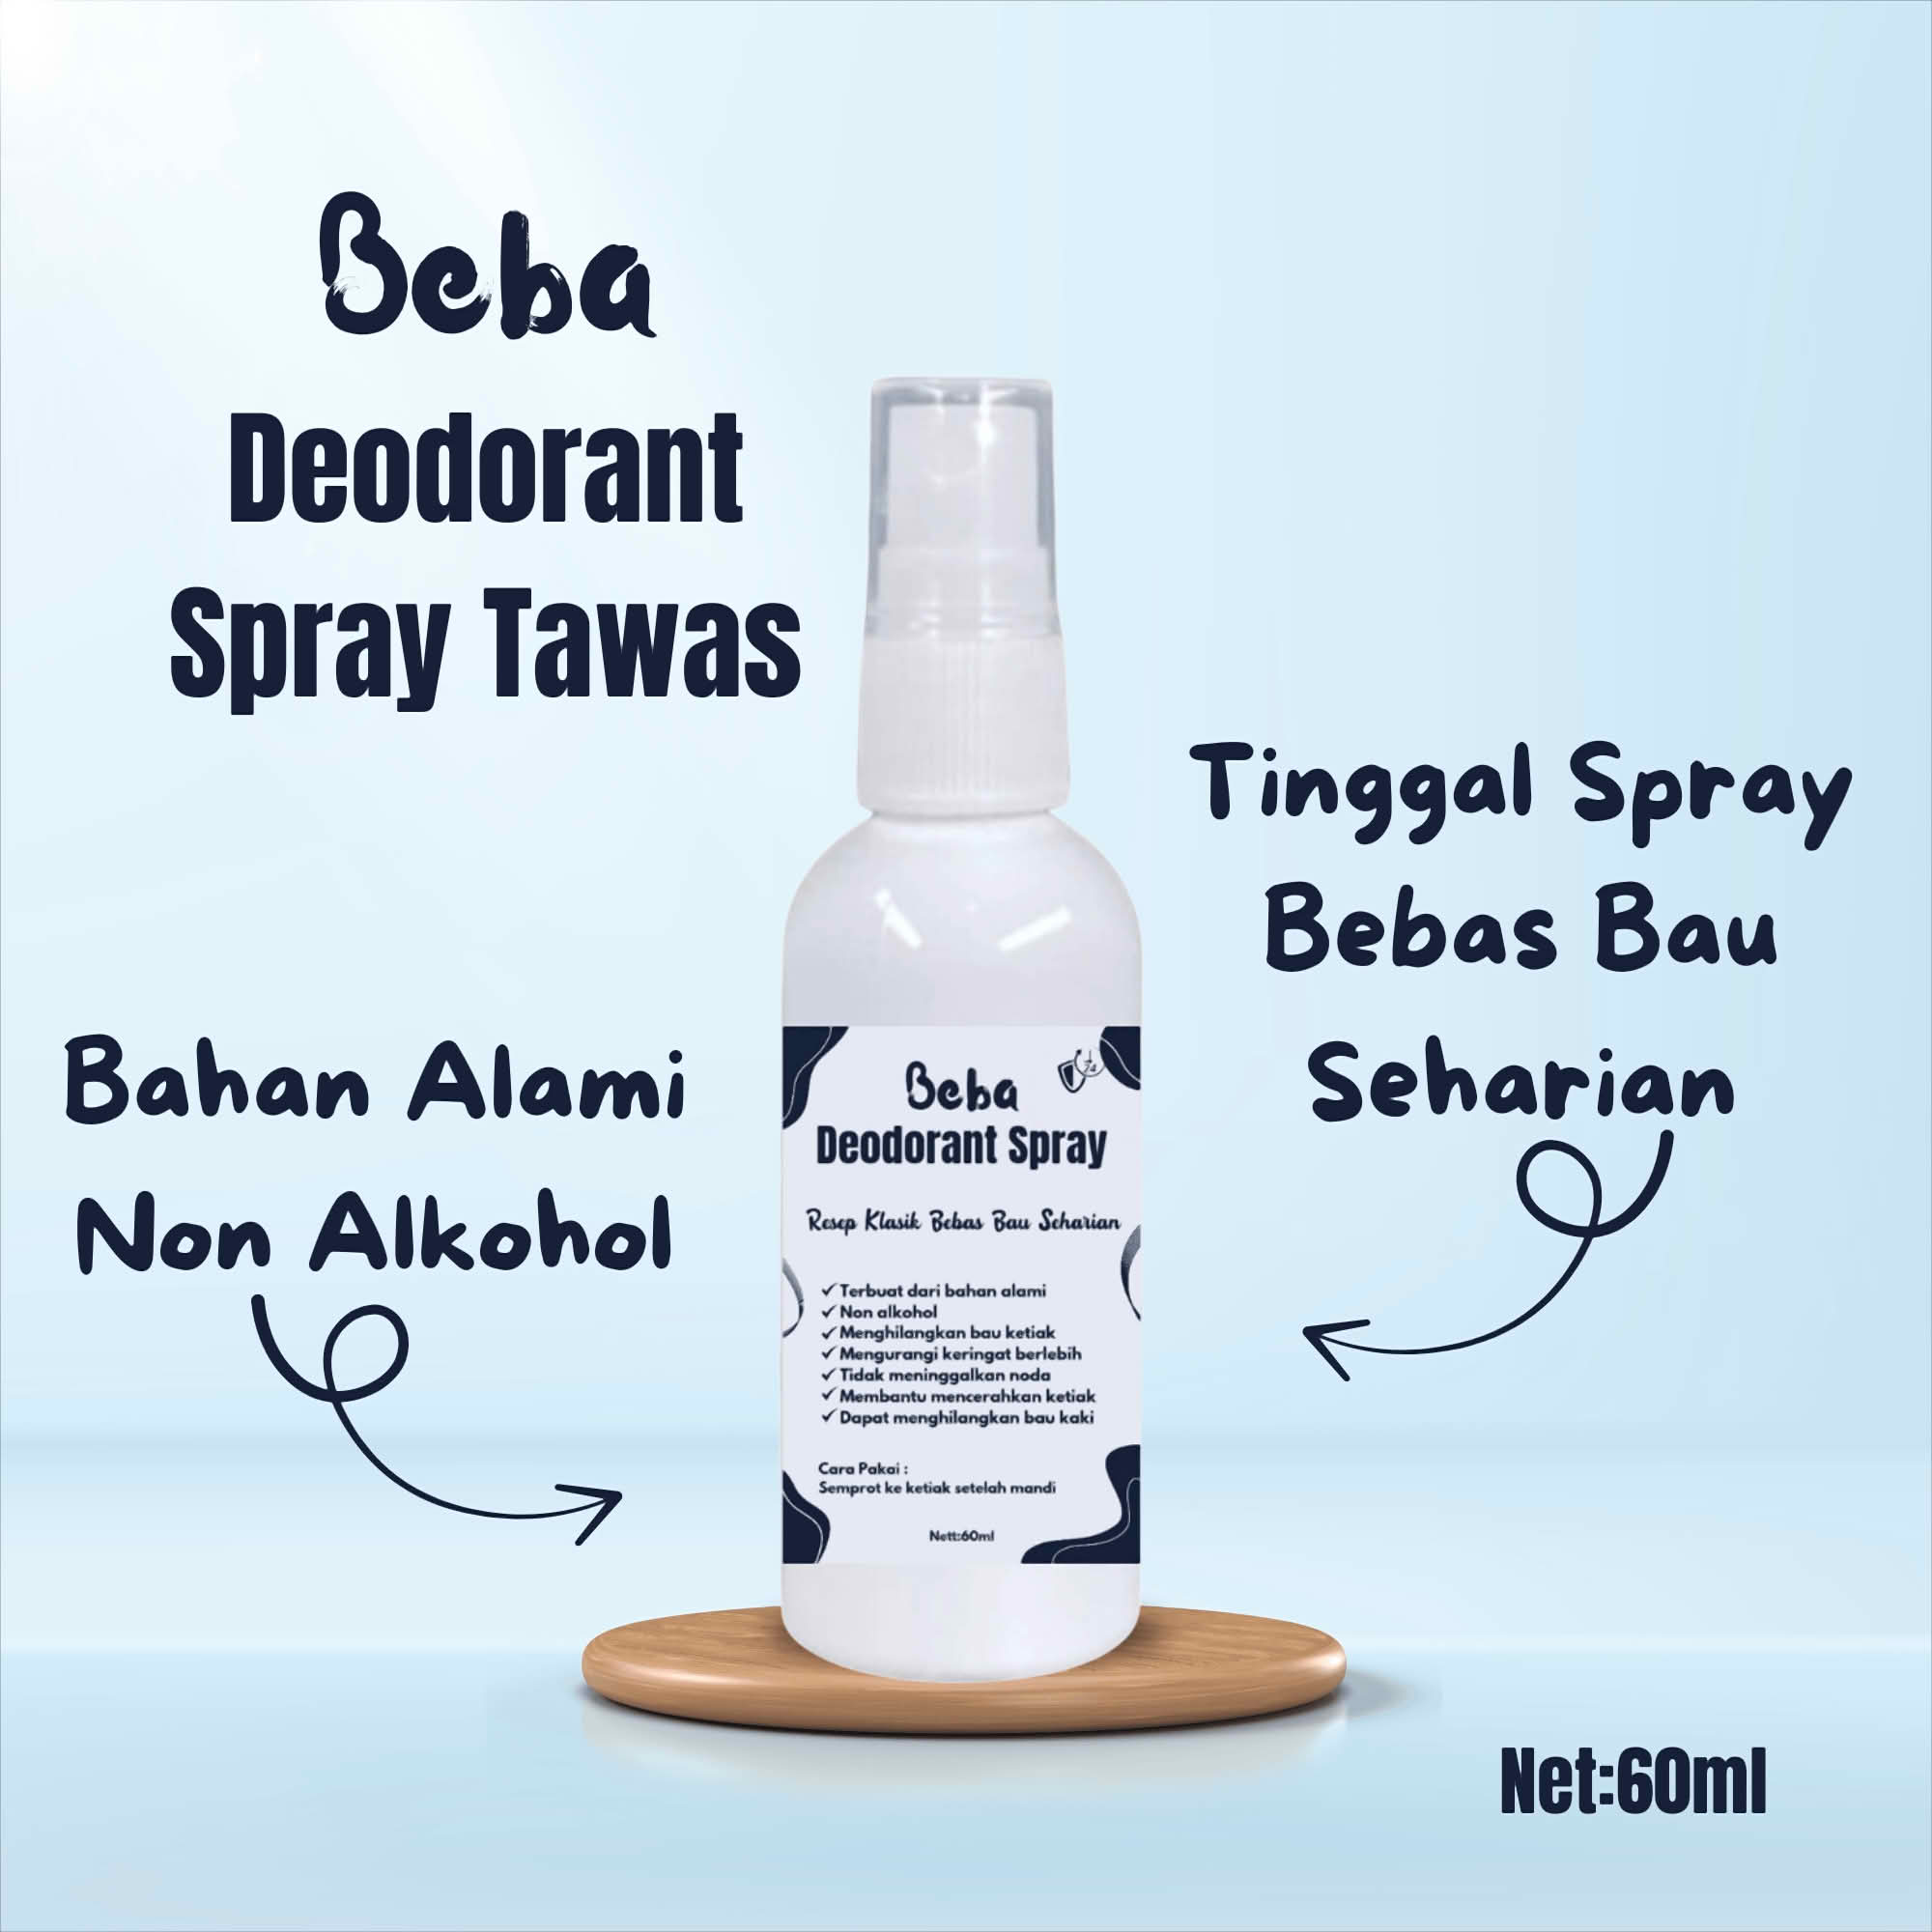 Beba
Deodorant
Spray Tawas
Tinggal Spray
Bebas Bau
Seharian
Bahan Alami
Non Alkohol
Beba
24
Deodorant Spray
Resep Klasik Bebas Bau Seharian
✓ Terbuat dari bahan alami
✓ Non alkohol
✓ Menghilangkan bau ketiak
✓ Mengurangi keringat berlebih
✓ Tidak meninggalkan noda
✓ Membantu mencerahkan ketiak
✓ Dapat menghilangkan bau kaki
Cara Pakai :
Semprot ke ketiak setelah mandi
Nett:60ml
Net:60ml